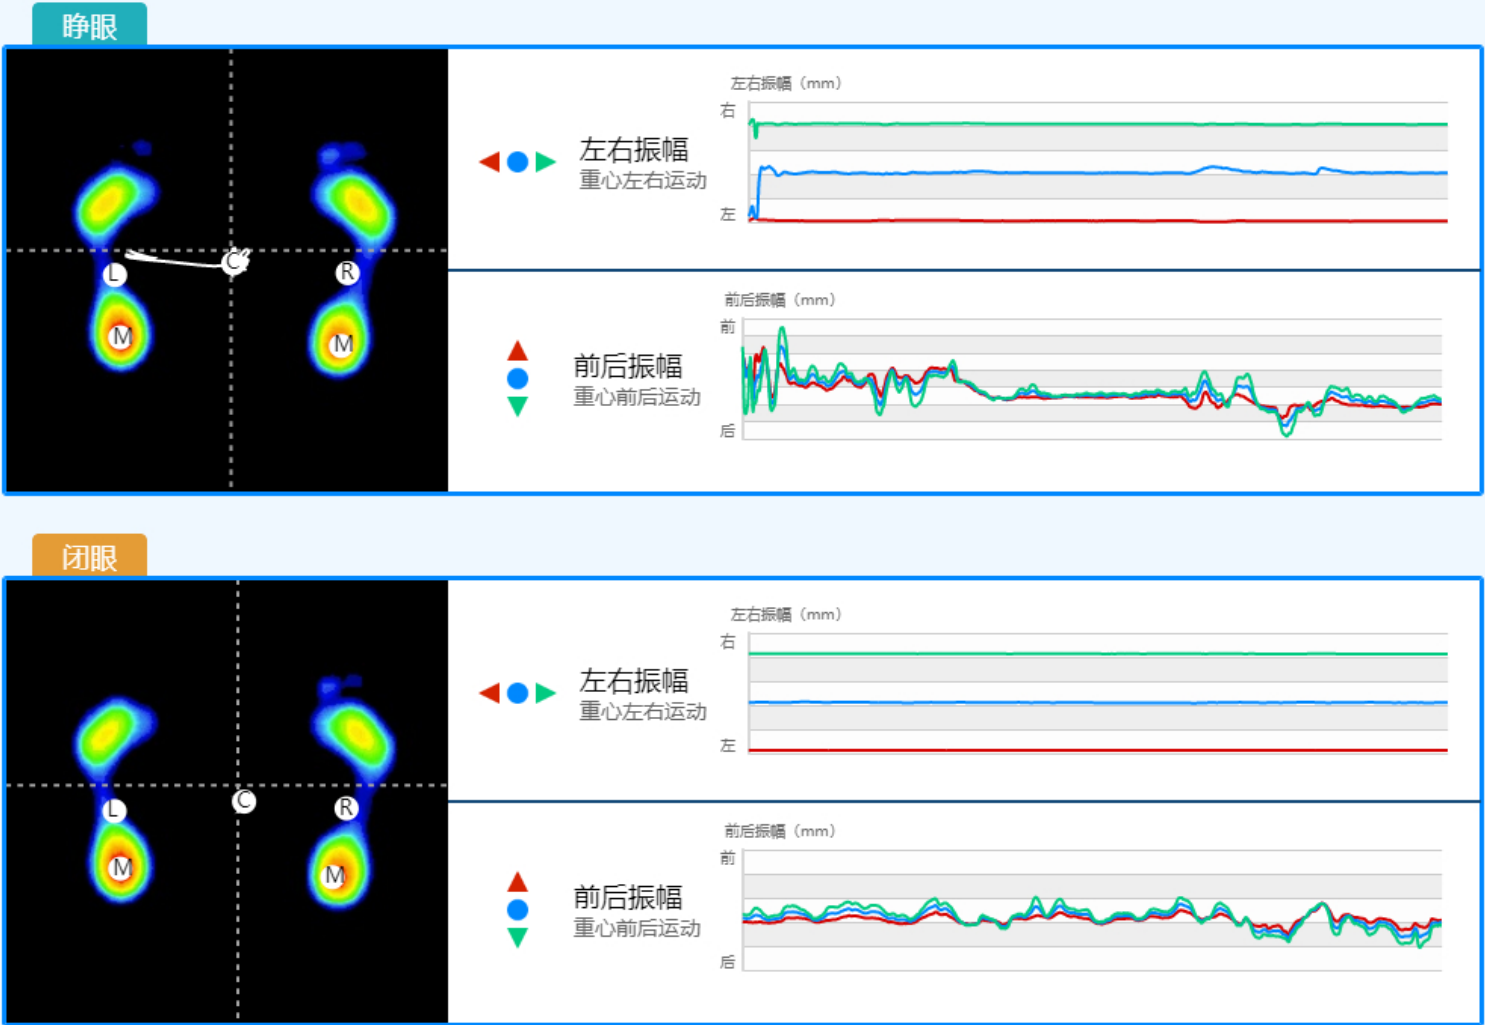 睁眼
左右振幅（mm）
右
左右振幅
重心左右运动
左
C
L
R
M
M
前后振幅（mm）
前
前后振幅
重心前后运动
后
闭眼
左右振幅（mm）
右
左右振幅
重心左右运动
左
C
L
R
M
M
前后振幅（mm）
前
前后振幅
重心前后运动
后